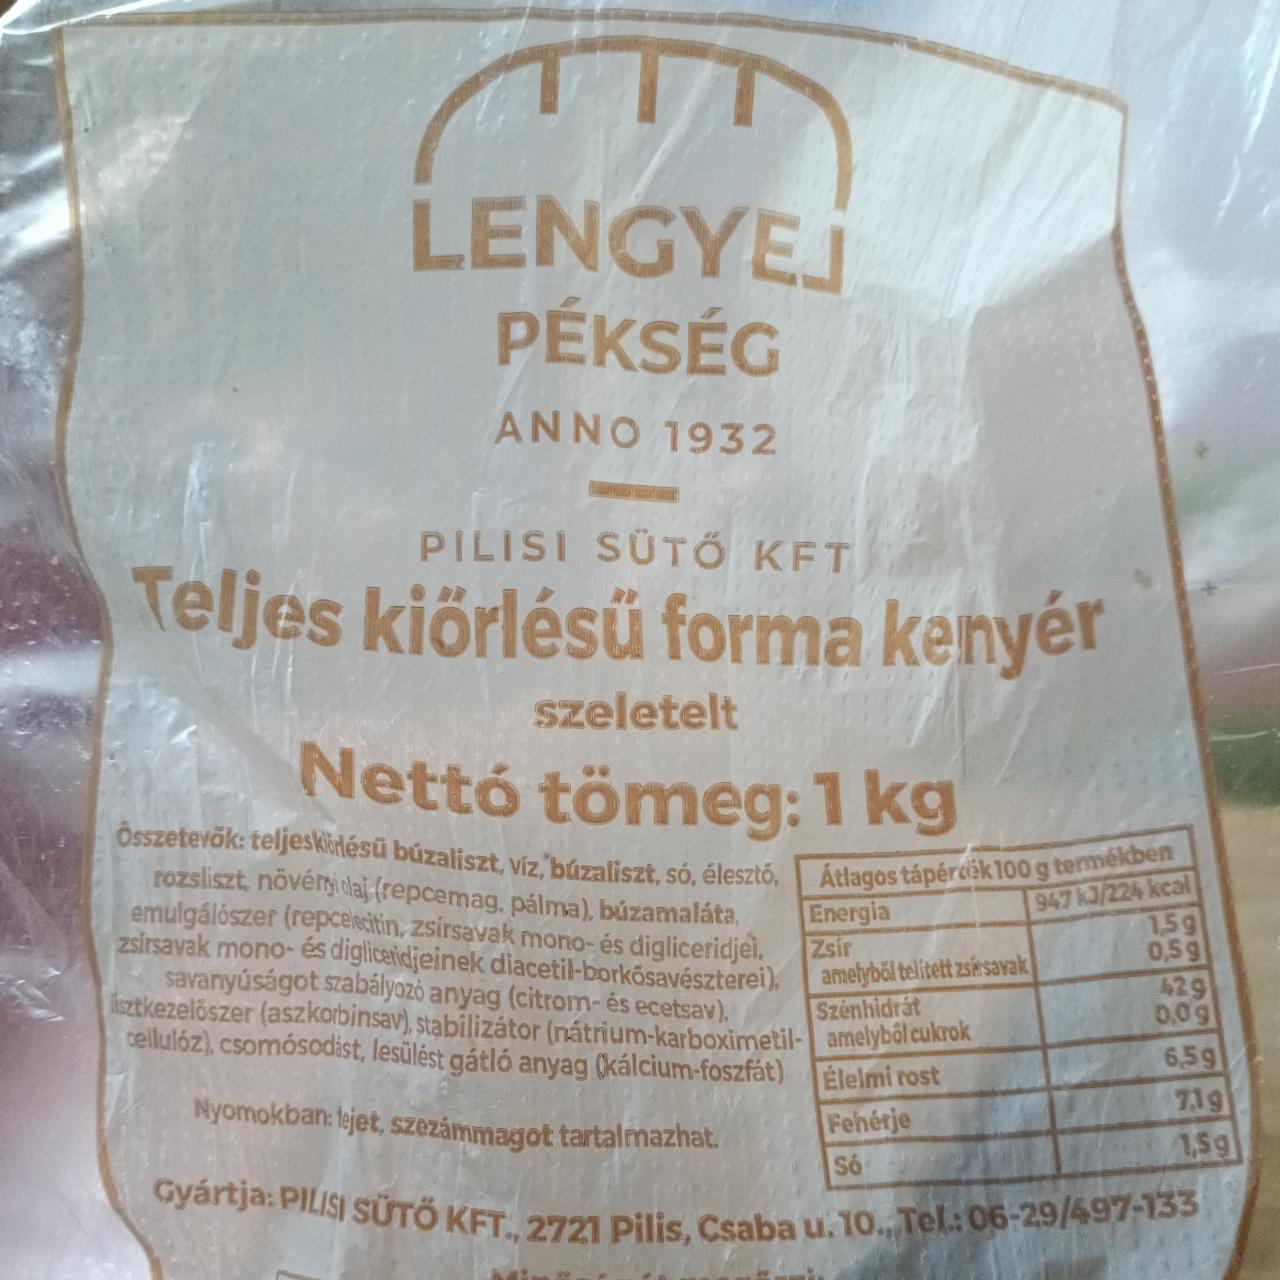 LENGYEL
PÉKSÉG
ANNO 1932
PILISI SÜTŐ KFT
Teljes kiőrlésű forma kenyér
szeletelt
Nettó tömeg: 1 kg
Összetevők: teljeskiőrlésű búzaliszt, víz, búzaliszt, só, élesztő,
rozsliszt, növényi olaj (repcemag, pálma), búzamaláta,
emulgálószer (repcelecitin, zsírsavak mono- és digliceridjei,
zsírsavak mono- és digliceridjeinek diacetil-borkősavészterei),
savanyúságot szabályozó anyag (citrom- és ecetsav),
lisztkezelőszer (aszkorbinsav), stabilizátor (nátrium-karboximetil-
cellulóz), csomósodást, lesülést gátló anyag (kálcium-foszfát)
Nyomokban: tejet, szezámmagot tartalmazhat.
Átlagos tápérték 100 g termékben
Energia 947 kJ/224 kcal
Zsír 1,5 g
amelyből telített zsírsavak 0,5 g
Szénhidrát 42 g
amelyből cukrok 0,0 g
Élelmi rost 6,5 g
Fehérje 7,1 g
Só 1,5 g
Gyártja: PILISI SÜTŐ KFT., 2721 Pilis, Csaba u. 10., Tel.: 06-29/497-133